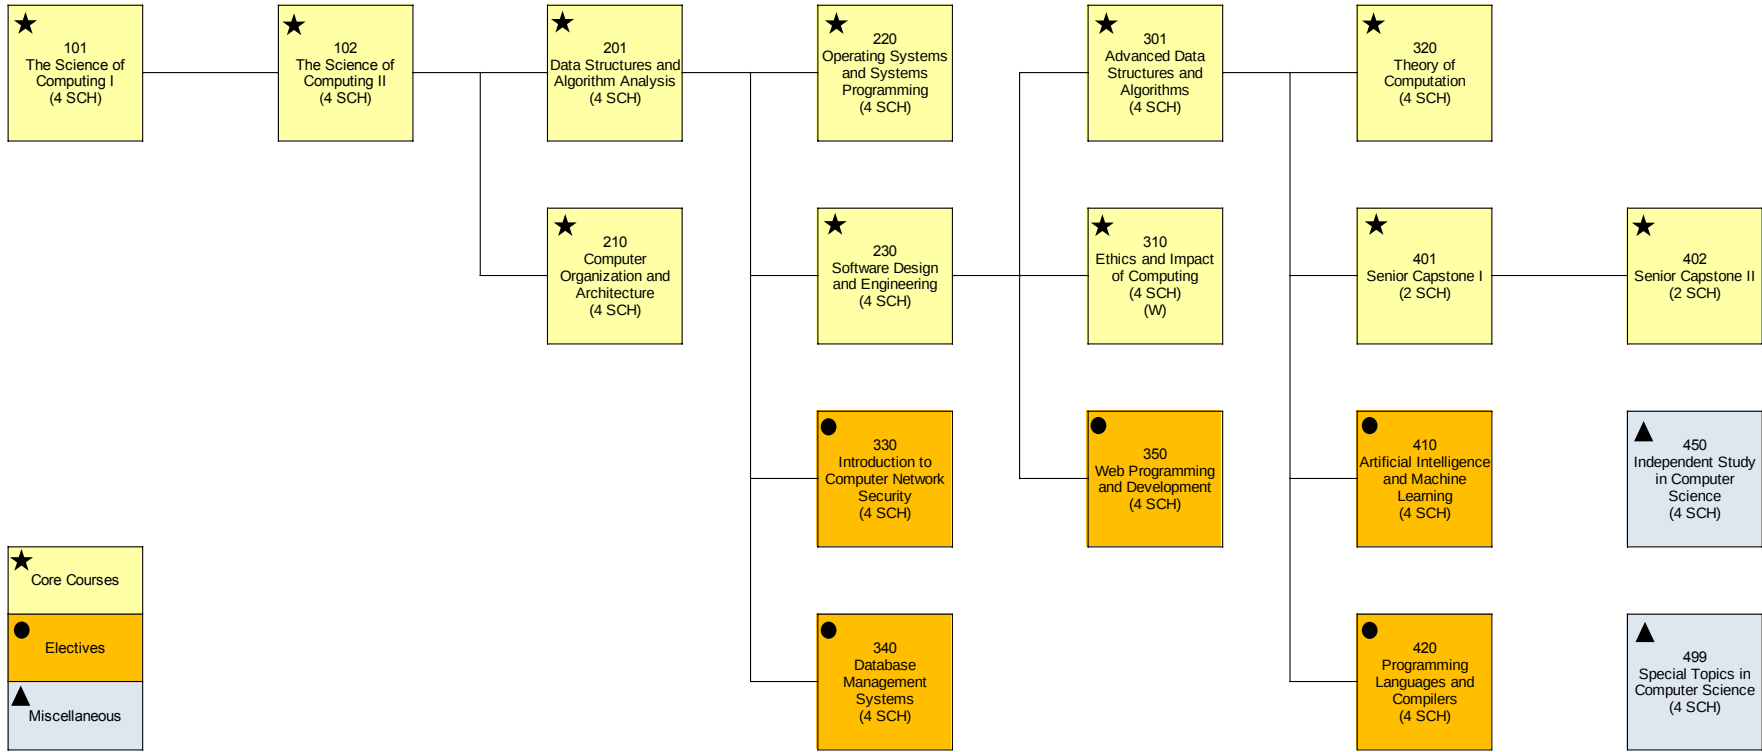 101
The Science of
Computing I
(4 SCH)
102
The Science of
Computing II
(4 SCH)
201
Data Structures and
Algorithm Analysis
(4 SCH)
220
Operating Systems
and Systems
Programming
(4 SCH)
301
Advanced Data
Structures and
Algorithms
(4 SCH)
320
Theory of
Computation
(4 SCH)
210
Computer
Organization and
Architecture
(4 SCH)
230
Software Design
and Engineering
(4 SCH)
310
Ethics and Impact
of Computing
(4 SCH)
(W)
401
Senior Capstone I
(2 SCH)
402
Senior Capstone II
(2 SCH)
330
Introduction to
Computer Network
Security
(4 SCH)
350
Web Programming
and Development
(4 SCH)
410
Artificial Intelligence
and Machine
Learning
(4 SCH)
450
Independent Study
in Computer
Science
(4 SCH)
Core Courses
Electives
Miscellaneous
340
Database
Management
Systems
(4 SCH)
420
Programming
Languages and
Compilers
(4 SCH)
499
Special Topics in
Computer Science
(4 SCH)